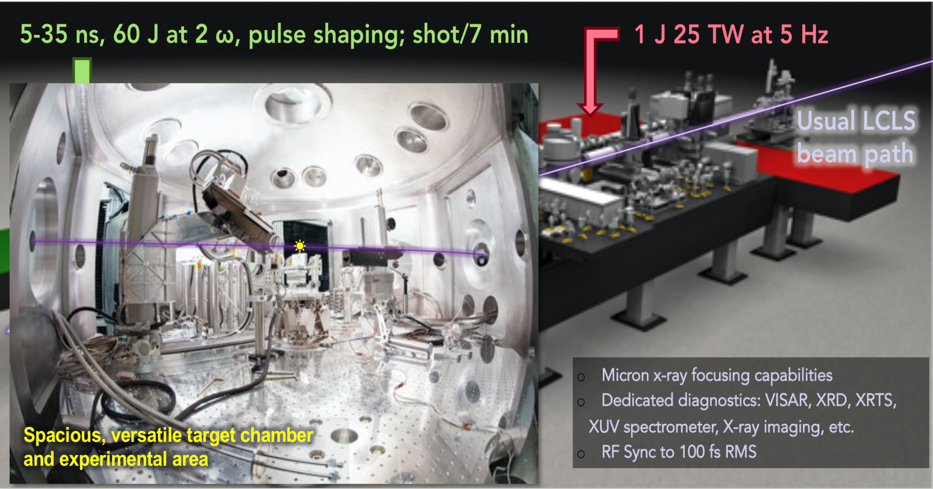 5-35 ns, 60 J at 2 ω, pulse shaping; shot/7 min
1 J 25 TW at 5 Hz
Usual LCLS
beam path
Spacious, versatile target chamber
and experimental area
○ Micron x-ray focusing capabilities
○ Dedicated diagnostics: VISAR, XRD, XRTS,
XUV spectrometer, X-ray imaging, etc.
○ RF Sync to 100 fs RMS